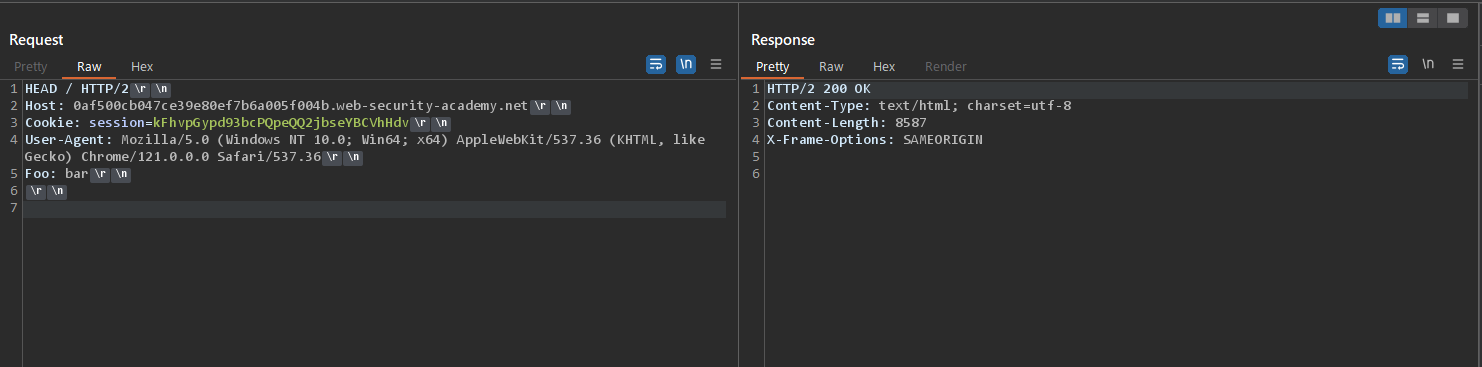 Request
Pretty Raw Hex
\n
1 HEAD / HTTP/2\r\n
2 Host: 0af500cb047ce39e80ef7b6a005f004b.web-security-academy.net\r\n
3 Cookie: session=kFhvpGypd93bcPQpeQQ2jbseYBCVhHdv\r\n
4 User-Agent: Mozilla/5.0 (Windows NT 10.0; Win64; x64) AppleWebKit/537.36 (KHTML, like
Gecko) Chrome/121.0.0.0 Safari/537.36\r\n
5 Foo: bar\r\n
6 \r\n
7
Response
Pretty Raw Hex Render
\n
1 HTTP/2 200 OK
2 Content-Type: text/html; charset=utf-8
3 Content-Length: 8587
4 X-Frame-Options: SAMEORIGIN
5
6